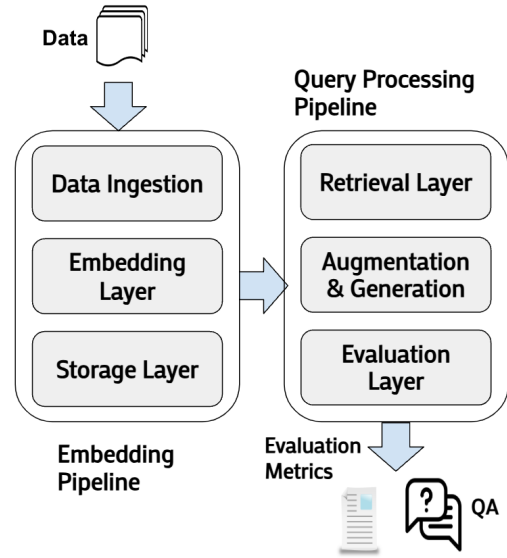 Data
Data Ingestion
Embedding
Layer
Storage Layer
Embedding
Pipeline
Query Processing
Pipeline
Retrieval Layer
Augmentation
& Generation
Evaluation
Layer
Evaluation
Metrics
?
QA